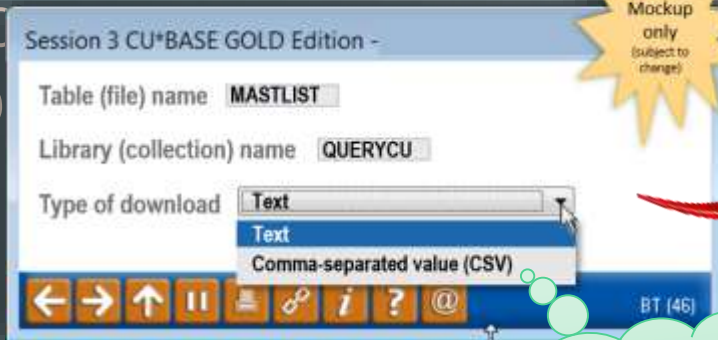 Mockup
only
(subject to
change)
Session 3 CU*BASE GOLD Edition -
Table (file) name MASTLIST
Library (collection) name QUERYCU
Type of download Text
Text
Comma-separated value (CSV)
i ? @
BT (46)